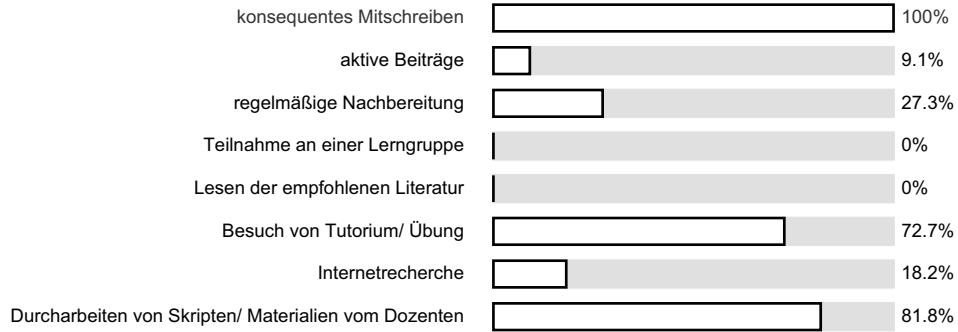 konsequentes Mitschreiben 100%
aktive Beiträge 9.1%
regelmäßige Nachbereitung 27.3%
Teilnahme an einer Lerngruppe 0%
Lesen der empfohlenen Literatur 0%
Besuch von Tutorium/ Übung 72.7%
Internetrecherche 18.2%
Durcharbeiten von Skripten/ Materialien vom Dozenten 81.8%